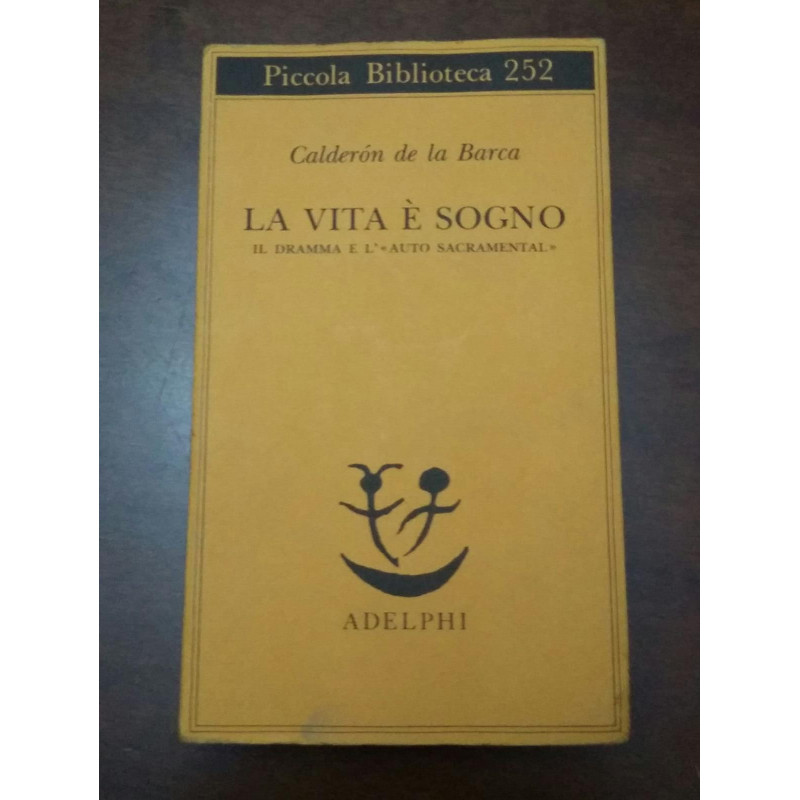 Piccola Biblioteca 252
Calderón de la Barca
LA VITA È SOGNO
IL DRAMMA E L'«AUTO SACRAMENTAL»
ADELPHI